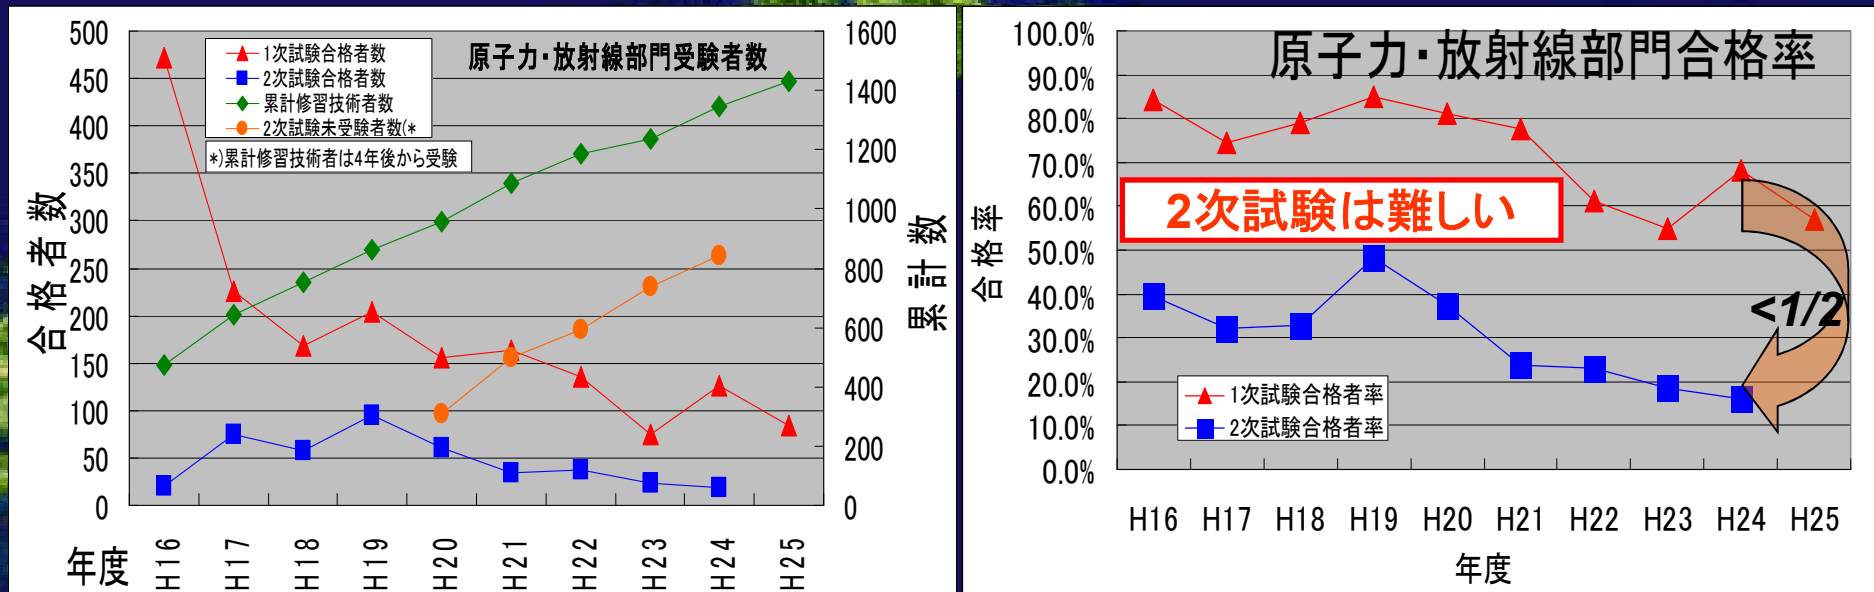 原子力・放射線部門受験者数
1次試験合格者数
2次試験合格者数
累計修習技術者数
2次試験未受験者数(*
*)累計修習技術者は4年後から受験
合格者数
500
450
400
350
300
250
200
150
100
50
0
累計数
1600
1400
1200
1000
800
600
400
200
0
年度
H16
H17
H18
H19
H20
H21
H22
H23
H24
H25
原子力・放射線部門合格率
合格率
100.0%
90.0%
80.0%
70.0%
60.0%
50.0%
40.0%
30.0%
20.0%
10.0%
0.0%
2次試験は難しい
<1/2
1次試験合格者率
2次試験合格者率
H16 H17 H18 H19 H20 H21 H22 H23 H24 H25
年度